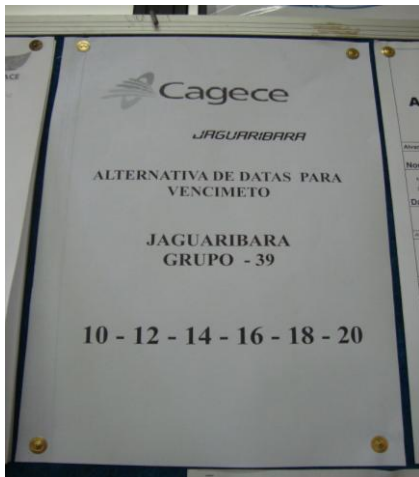 Cagece
JAGUARIBARA
ALTERNATIVA DE DATAS PARA
VENCIMETO
JAGUARIBARA
GRUPO - 39
10 - 12 - 14 - 16 - 18 - 20